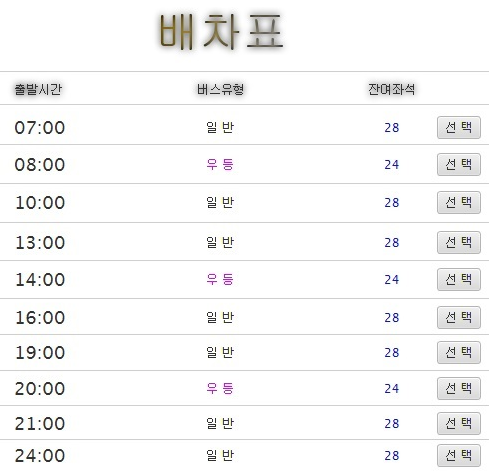 배차표
출발시간 버스유형 잔여좌석
07:00 일 반 28 선 택
08:00 우 등 24 선 택
10:00 일 반 28 선 택
13:00 일 반 28 선 택
14:00 우 등 24 선 택
16:00 일 반 28 선 택
19:00 일 반 28 선 택
20:00 우 등 24 선 택
21:00 일 반 28 선 택
24:00 일 반 28 선 택